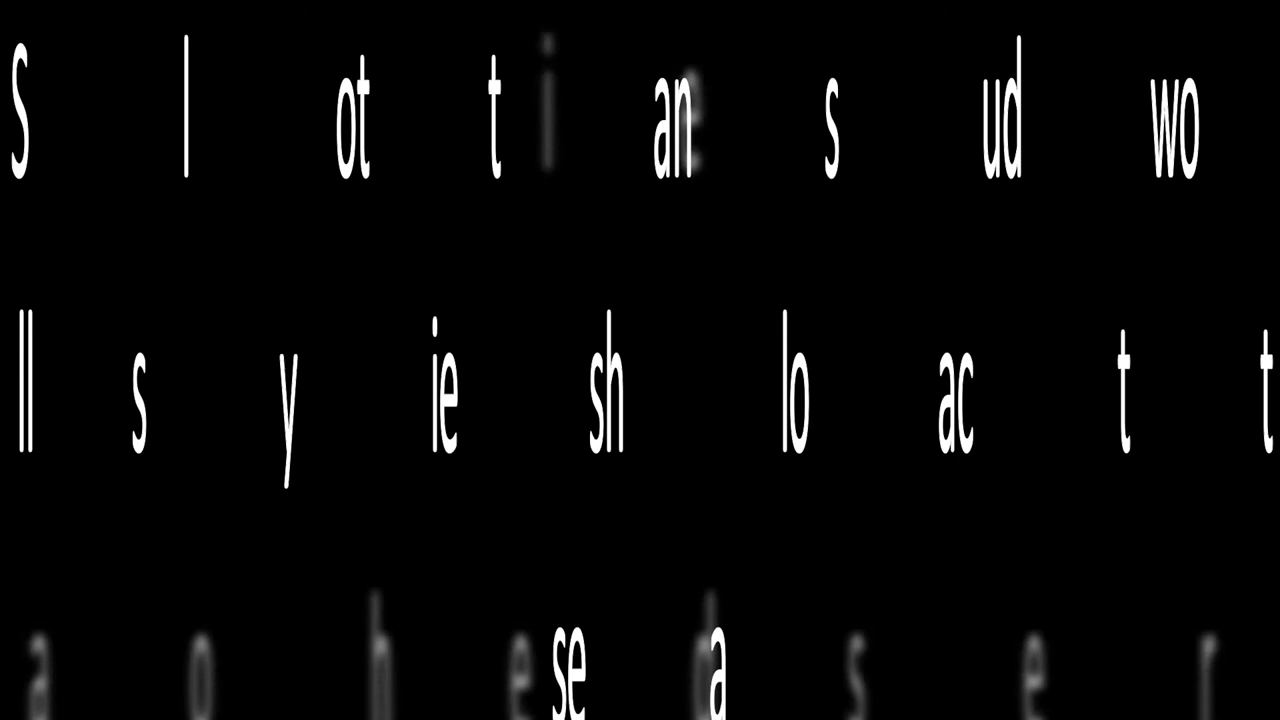 S l ot t i an e s ud wo
ll s y ie sh lo ac t t
a o h e se d a s e r